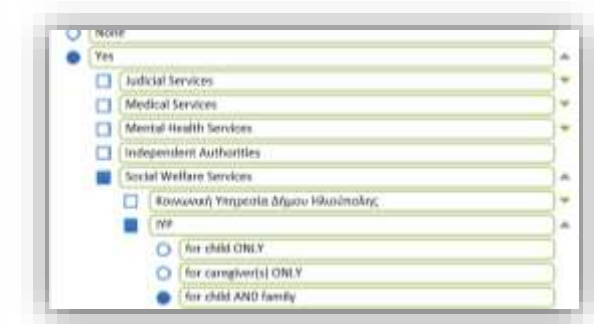 None
Yes
Judicial Services
Medical Services
Mental Health Services
Independent Authorities
Social Welfare Services
Κοινωνική Υπηρεσία Δήμου Ηλιούπολης
for child ONLY
for caregiver(s) ONLY
for child AND family